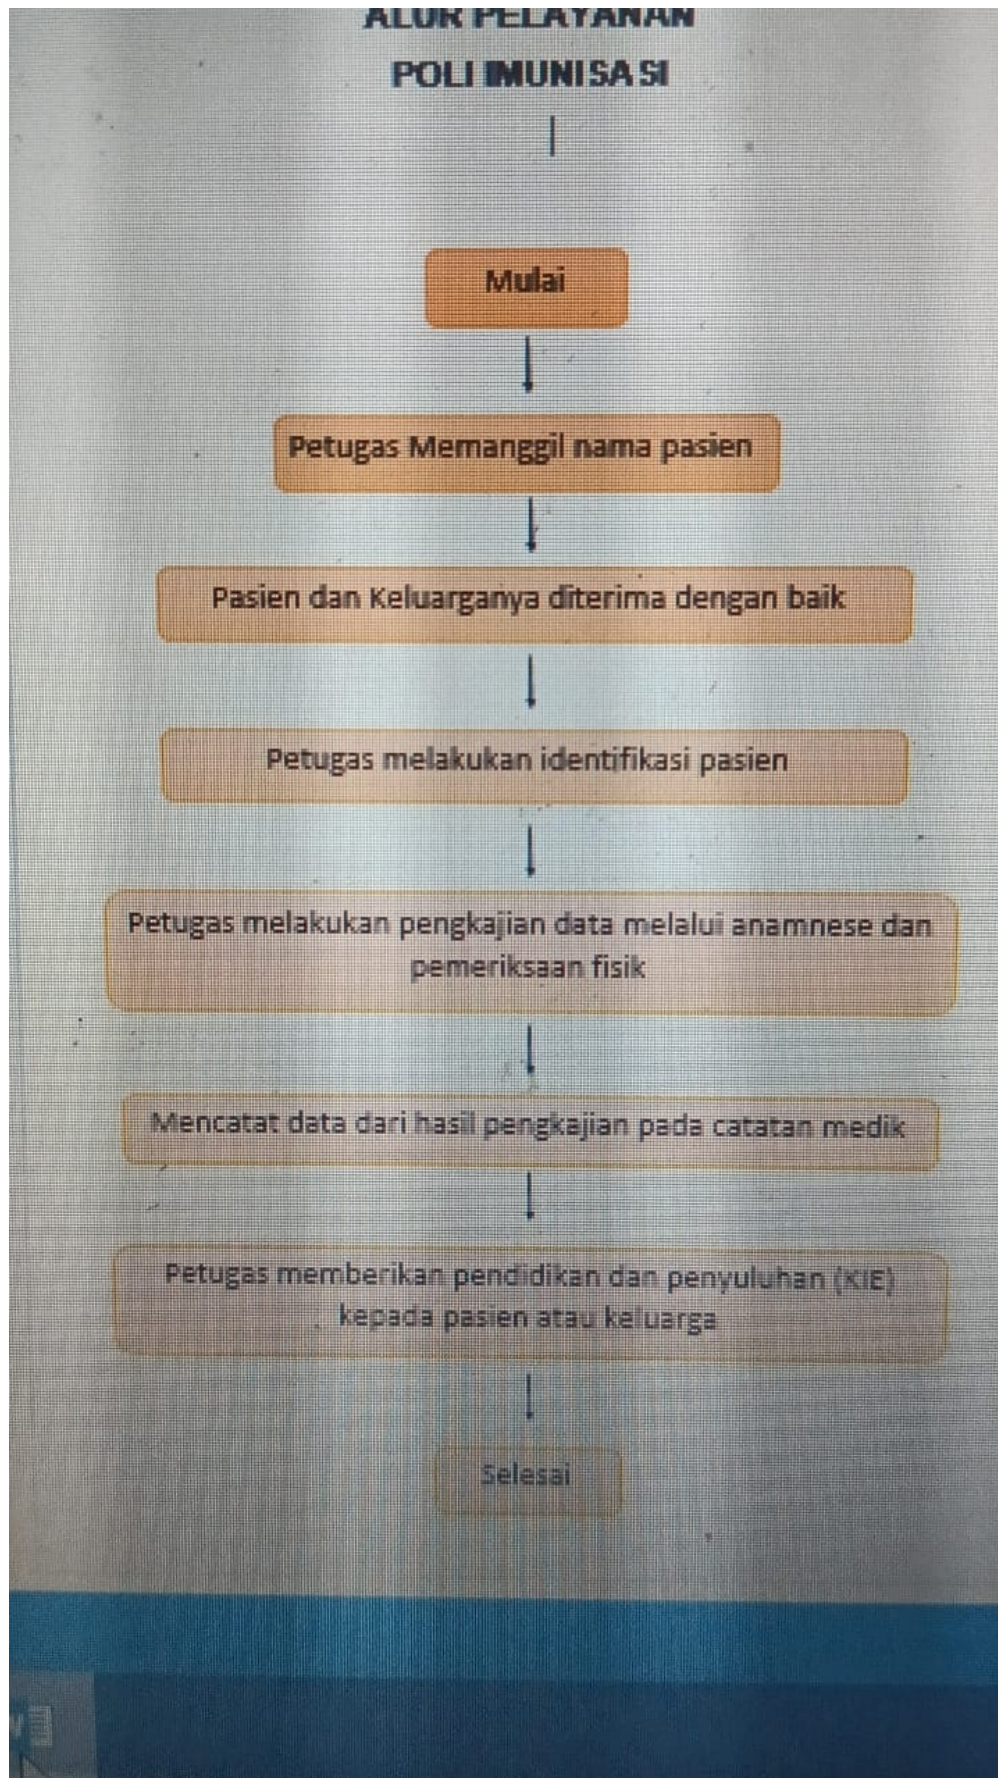 ALUR PELAYANAN
POLI IMUNISASI
Mulai
Petugas Memanggil nama pasien
Pasien dan Keluarganya diterima dengan baik
Petugas melakukan identifikasi pasien
Petugas melakukan pengkajian data melalui anamnese dan
pemeriksaan fisik
Mencatat data dari hasil pengkajian pada catatan medik
Petugas memberikan pendidikan dan penyuluhan (KIE)
kepada pasien atau keluarga
Selesai